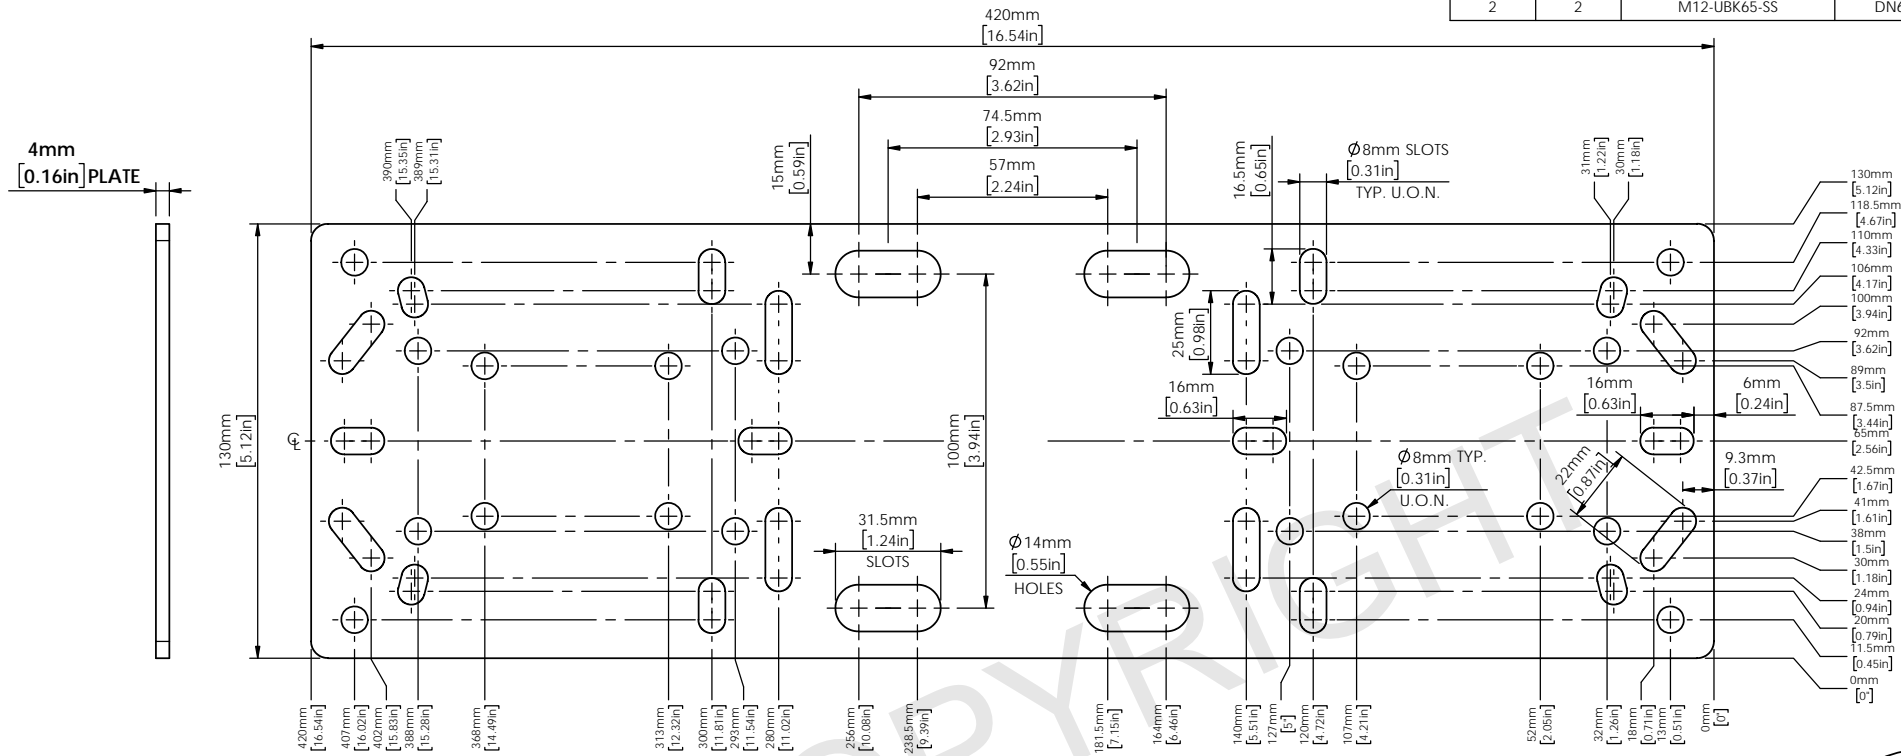 2 2 M12-UBK65-SS DN6
420mm
[16.54in]
92mm
[3.62in]
74.5mm
[2.93in]
57mm
[2.24in]
4mm
[0.16in] PLATE
390mm
[15.35in]
389mm
[15.31in]
15mm
[0.59in]
16.5mm
[0.65in]
Ø8mm SLOTS
[0.31in]
TYP. U.O.N.
31mm
[1.22in]
30mm
[1.18in]
130mm
[5.12in]
118.5mm
[4.67in]
110mm
[4.33in]
106mm
[4.17in]
100mm
[3.94in]
92mm
[3.62in]
89mm
[3.5in]
87.5mm
[3.44in]
65mm
[2.56in]
42.5mm
[1.67in]
41mm
[1.61in]
38mm
[1.5in]
30mm
[1.18in]
24mm
[0.94in]
20mm
[0.79in]
11.5mm
[0.45in]
0mm
[0"]
25mm
[0.98in]
16mm
[0.63in]
16mm
[0.63in]
6mm
[0.24in]
℄
130mm
[5.12in]
100mm
[3.94in]
Ø8mm TYP.
[0.31in]
U.O.N.
22mm
[0.87in]
9.3mm
[0.37in]
31.5mm
[1.24in]
SLOTS
Ø14mm
[0.55in]
HOLES
420mm
[16.54in]
407mm
[16.02in]
402mm
[15.83in]
388mm
[15.28in]
368mm
[14.49in]
313mm
[12.32in]
300mm
[11.81in]
293mm
[11.54in]
280mm
[11.02in]
256mm
[10.08in]
238.5mm
[9.39in]
181.5mm
[7.15in]
164mm
[6.46in]
140mm
[5.51in]
127mm
[5"]
120mm
[4.72in]
107mm
[4.21in]
52mm
[2.05in]
32mm
[1.26in]
18mm
[0.71in]
13mm
[0.51in]
0mm
[0"]
OPYRIGHT